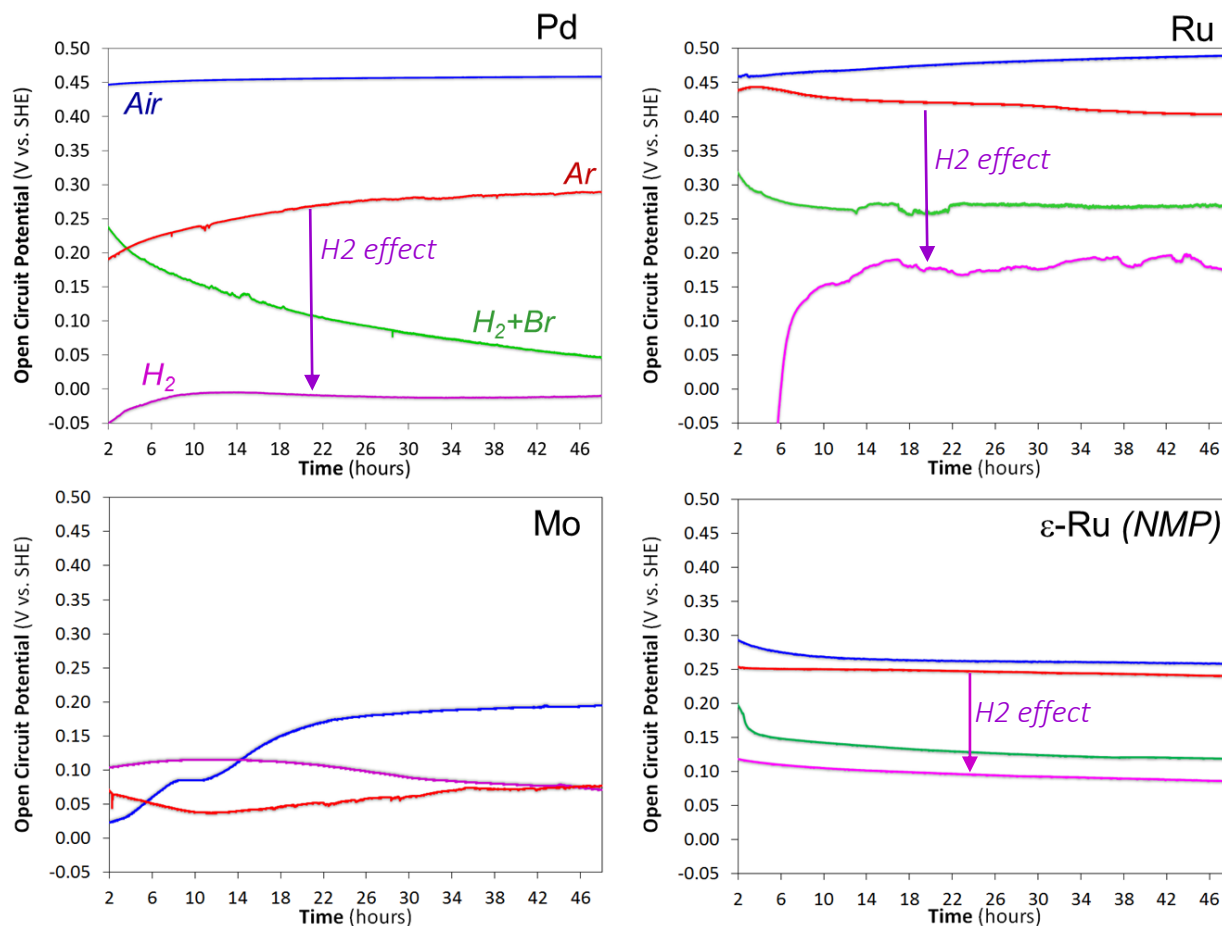 Pd
Open Circuit Potential (V vs. SHE)
0.50
0.45
0.40
0.35
0.30
0.25
0.20
0.15
0.10
0.05
0.00
-0.05
Air
Ar
H2 effect
H₂+Br
H₂
2 6 10 14 18 22 26 30 34 38 42 46
Time (hours)
Ru
Open Circuit Potential (V vs. SHE)
0.50
0.45
0.40
0.35
0.30
0.25
0.20
0.15
0.10
0.05
0.00
-0.05
H2 effect
2 6 10 14 18 22 26 30 34 38 42 46
Time (hours)
Mo
Open Circuit Potential (V vs. SHE)
0.50
0.45
0.40
0.35
0.30
0.25
0.20
0.15
0.10
0.05
0.00
-0.05
2 6 10 14 18 22 26 30 34 38 42 46
Time (hours)
ε-Ru (NMP)
Open Circuit Potential (V vs. SHE)
0.50
0.45
0.40
0.35
0.30
0.25
0.20
0.15
0.10
0.05
0.00
-0.05
H2 effect
2 6 10 14 18 22 26 30 34 38 42 46
Time (hours)